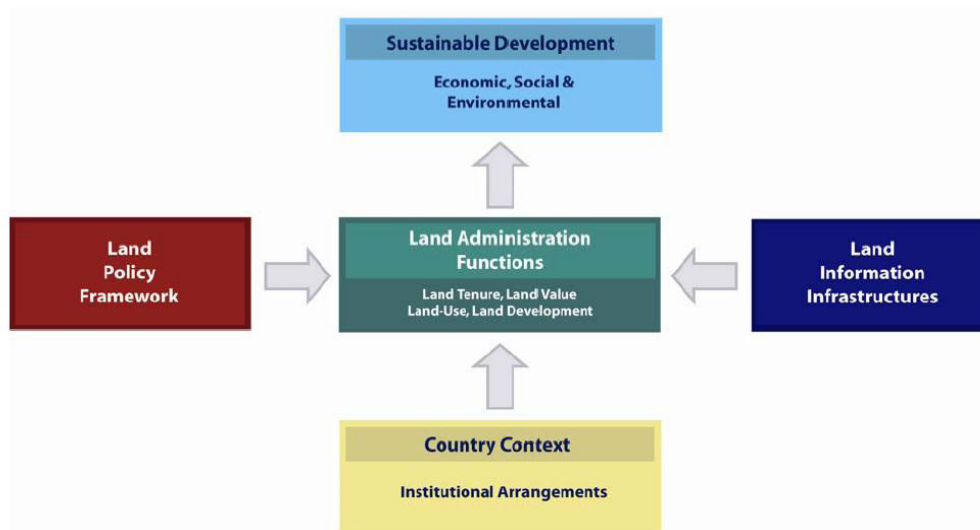 Sustainable Development
Economic, Social &
Environmental
Land
Policy
Framework
Land Administration
Functions
Land Tenure, Land Value
Land-Use, Land Development
Land
Information
Infrastructures
Country Context
Institutional Arrangements